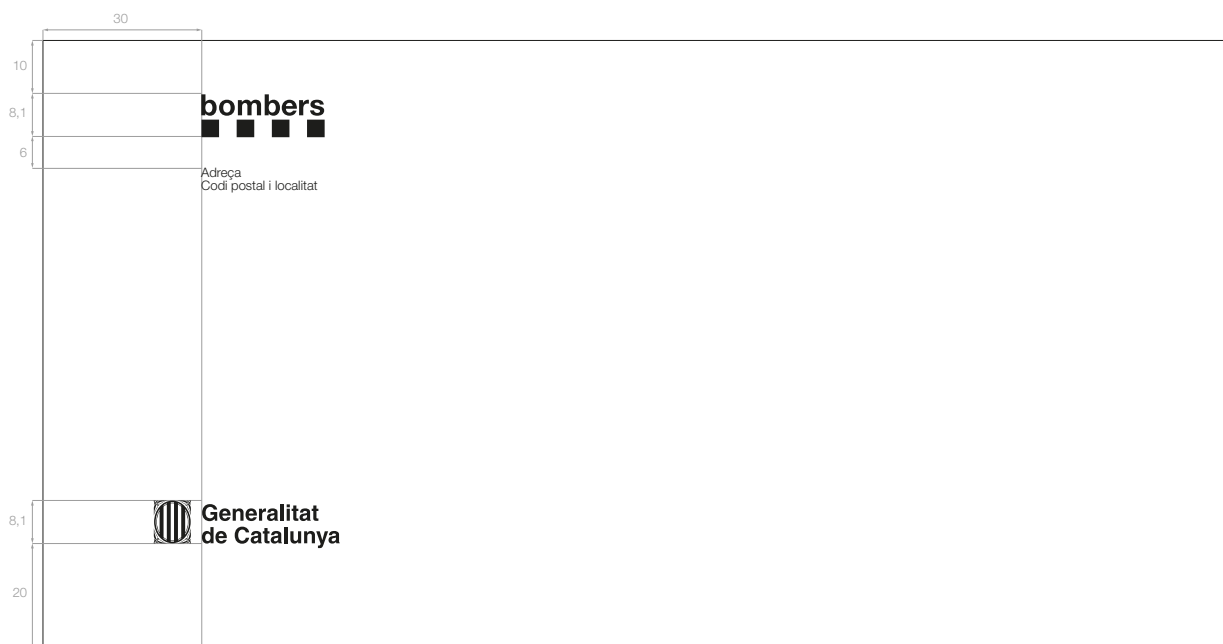 30
10
8,1
bombers
6
Adreça
Codi postal i localitat
8,1
Generalitat
de Catalunya
20